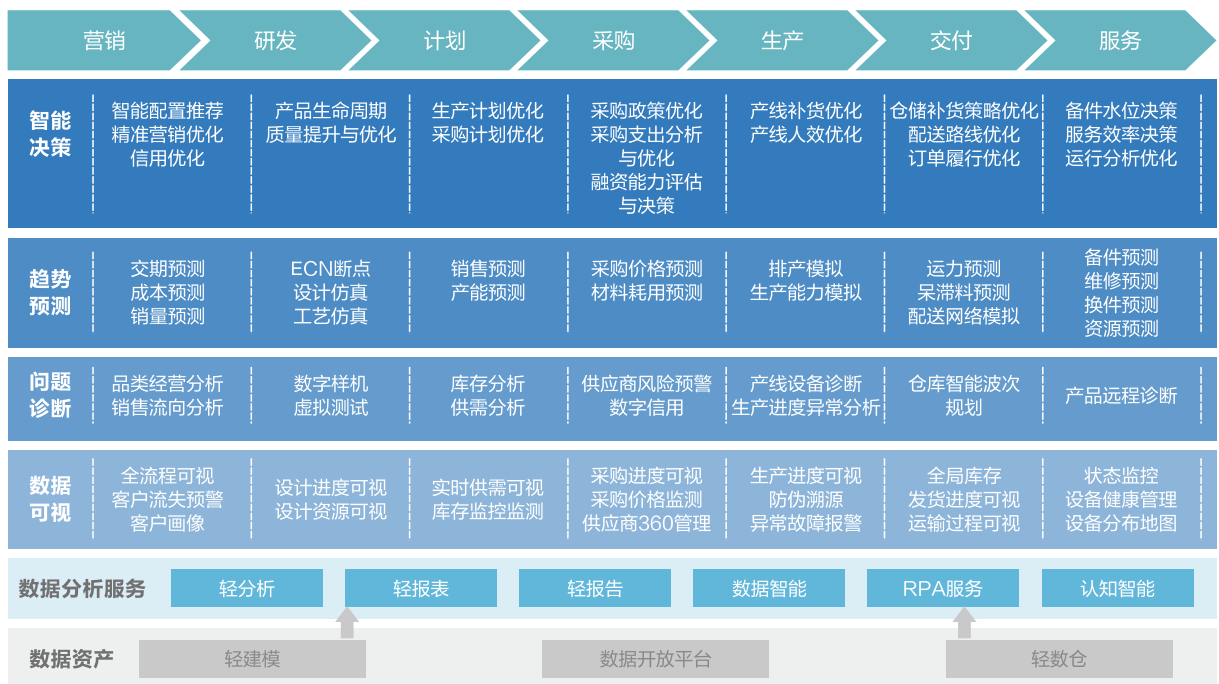 营销
研发
计划
采购
生产
交付
服务
智能
决策
智能配置推荐
精准营销优化
信用优化
产品生命周期
质量提升与优化
生产计划优化
采购计划优化
采购政策优化
采购支出分析
与优化
融资能力评估
与决策
产线补货优化
产线人效优化
仓储补货策略优化
配送路线优化
订单履行优化
备件水位决策
服务效率决策
运行分析优化
趋势
预测
交期预测
成本预测
销量预测
ECN断点
设计仿真
工艺仿真
销售预测
产能预测
采购价格预测
材料耗用预测
排产模拟
生产能力模拟
运力预测
呆滞料预测
配送网络模拟
备件预测
维修预测
换件预测
资源预测
问题
诊断
品类经营分析
销售流向分析
数字样机
虚拟测试
库存分析
供需分析
供应商风险预警
数字信用
产线设备诊断
生产进度异常分析
仓库智能波次
规划
产品远程诊断
数据
可视
全流程可视
客户流失预警
客户画像
设计进度可视
设计资源可视
实时供需可视
库存监控监测
采购进度可视
采购价格监测
供应商360管理
生产进度可视
防伪溯源
异常故障报警
全局库存
发货进度可视
运输过程可视
状态监控
设备健康管理
设备分布地图
数据分析服务
轻分析
轻报表
轻报告
数据智能
RPA服务
认知智能
数据资产
轻建模
数据开放平台
轻数仓